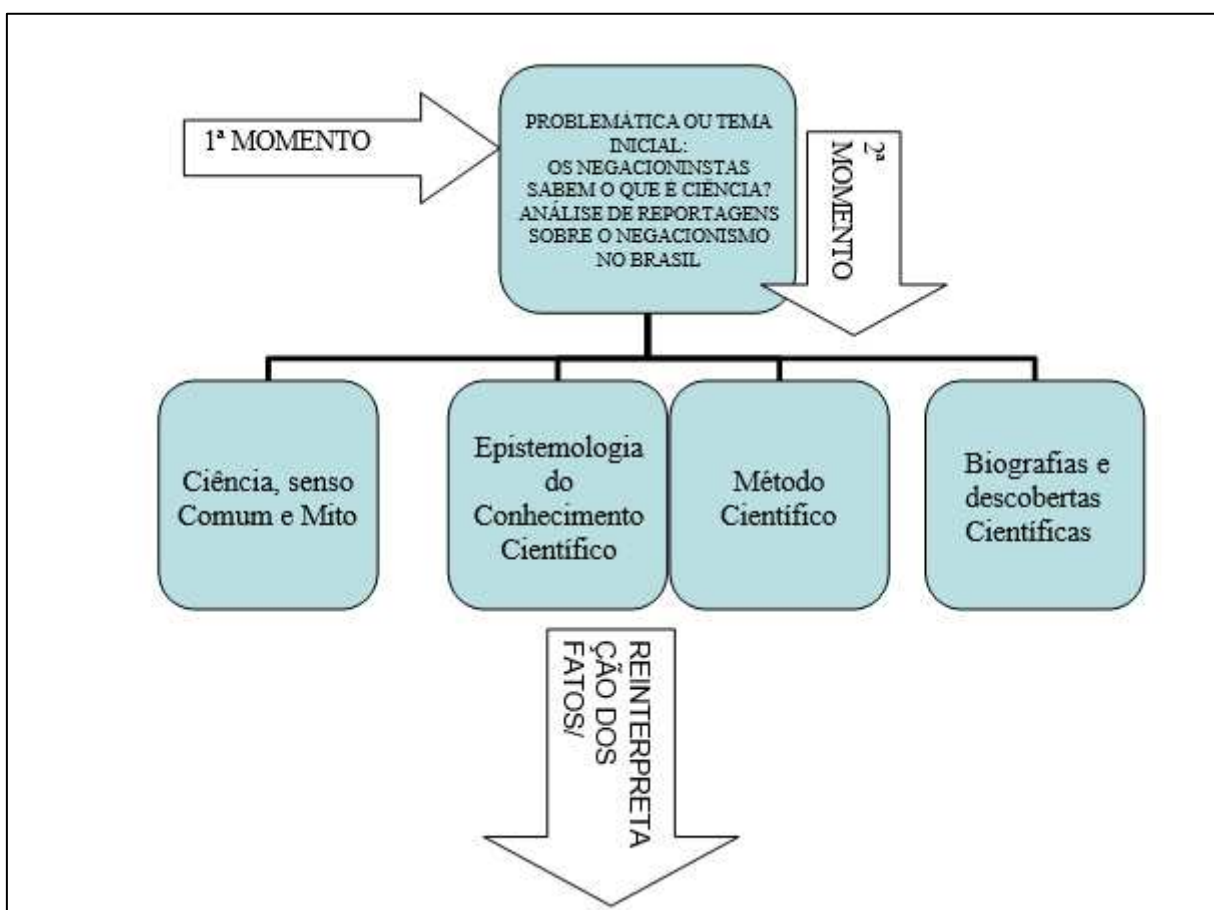 1ª MOMENTO
PROBLEMÁTICA OU TEMA
INICIAL:
OS NEGACIONINSTAS
SABEM O QUE É CIÊNCIA?
ANÁLISE DE REPORTAGENS
SOBRE O NEGACIONISMO
NO BRASIL
2ª
MOMENTO
Ciência, senso
Comum e Mito
Epistemologia
do
Conhecimento
Científico
Método
Científico
Biografias e
descobertas
Científicas
REINTERPRETA
ÇÃO DOS
FATOS/